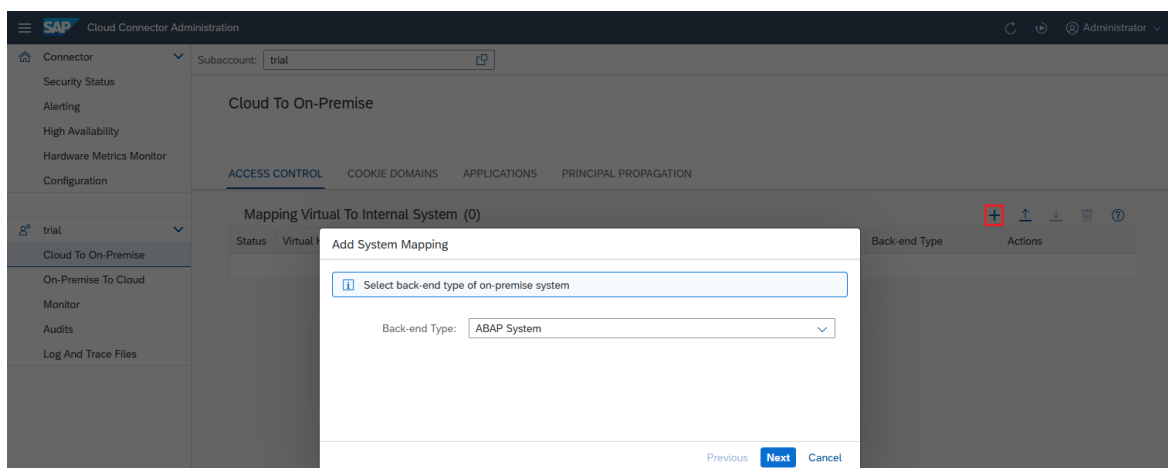 SAP Cloud Connector Administration
Administrator
Connector
Security Status
Alerting
High Availability
Hardware Metrics Monitor
Configuration
trial
Cloud To On-Premise
On-Premise To Cloud
Monitor
Audits
Log And Trace Files
Subaccount: trial
Cloud To On-Premise
ACCESS CONTROL COOKIE DOMAINS APPLICATIONS PRINCIPAL PROPAGATION
Mapping Virtual To Internal System (0)
Status Virtual Back-end Type Actions
Add System Mapping
Select back-end type of on-premise system
Back-end Type: ABAP System
Previous Next Cancel